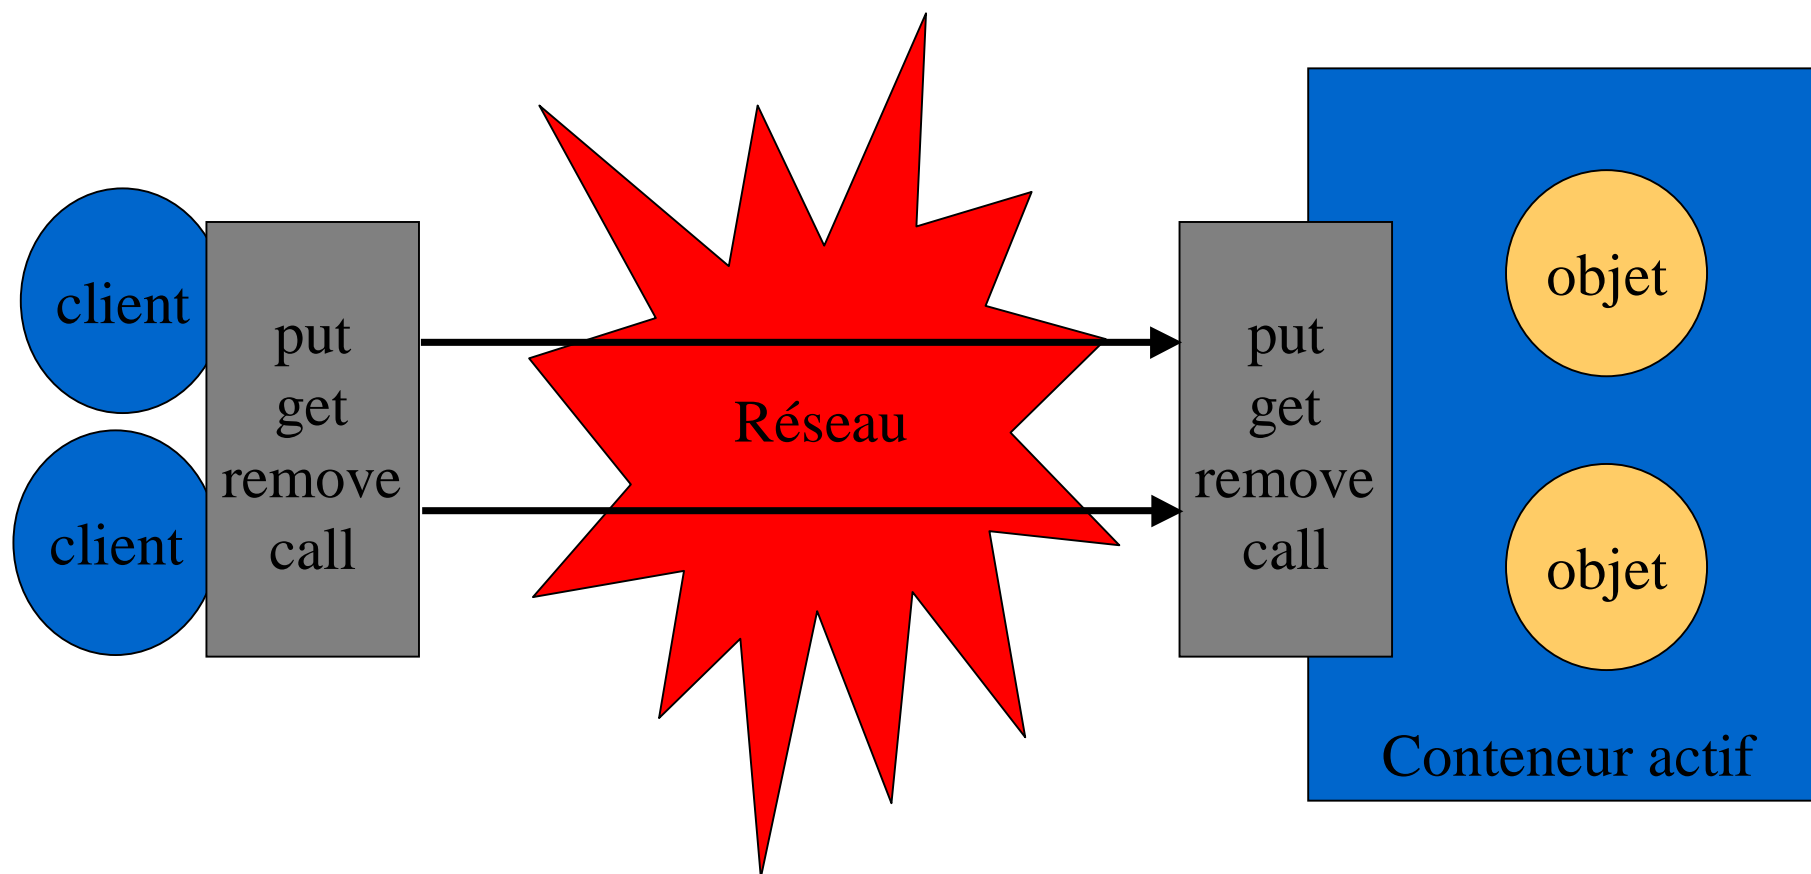 client
client
put
get
remove
call
Réseau
put
get
remove
call
objet
objet
Conteneur actif